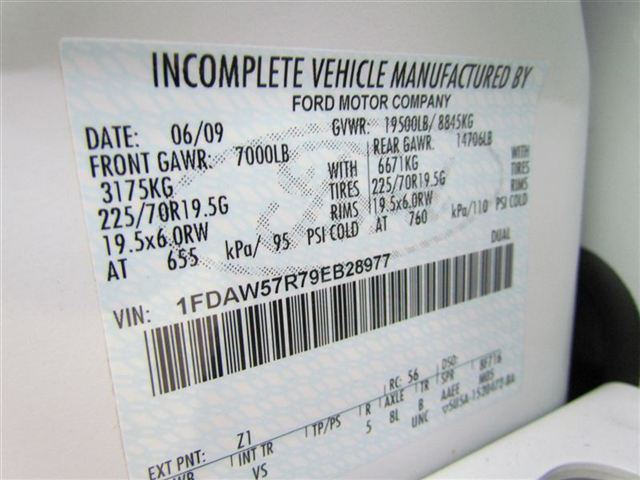 INCOMPLETE VEHICLE MANUFACTURED BY
FORD MOTOR COMPANY
DATE: 06/09 GVWR: 19500LB/ 8845KG
FRONT GAWR: 7000LB REAR GAWR: 14706LB
3175KG WITH 6671KG WITH
225/70R19.5G TIRES 225/70R19.5G TIRES
19.5x6.0RW RIMS 19.5x6.0RW RIMS
AT 655 kPa/ 95 PSI COLD AT 760 kPa/110 PSI COLD
DUAL
VIN: 1FDAW57R79EB28977
RC: 56 DSO:
EXT PNT: Z1 TP/PS R AXLE TR SPR
INT TR 5 8L B AAEE
WB VS UNC